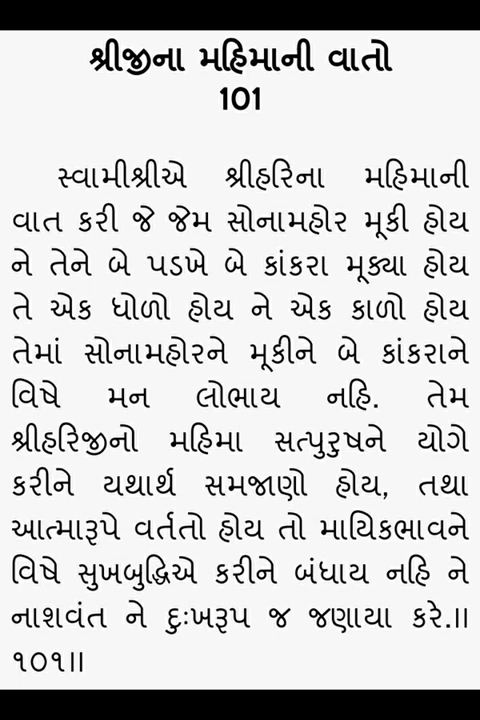 શ્રીજીના મહિમાની વાતો
101
સ્વામીશ્રીએ શ્રીહરિના મહિમાની
વાત કરી જે જેમ સોનામહોર મૂકી હોય
ને તેને બે પડખે બે કાંકરા મૂક્યા હોય
તે એક ધોળો હોય ને એક કાળો હોય
તેમાં સોનામહોરને મૂકીને બે કાંકરાને
વિષે મન લોભાય નહિ. તેમ
શ્રીહરિજીનો મહિમા સત્પુરુષને યોગે
કરીને યથાર્થ સમજાણો હોય, તથા
આત્મારૂપે વર્તતો હોય તો માયિકભાવને
વિષે સુખબુદ્ધિએ કરીને બંધાય નહિ ને
નાશવંત ને દુઃખરૂપ જ જણાયા કરે.॥
૧૦૧॥